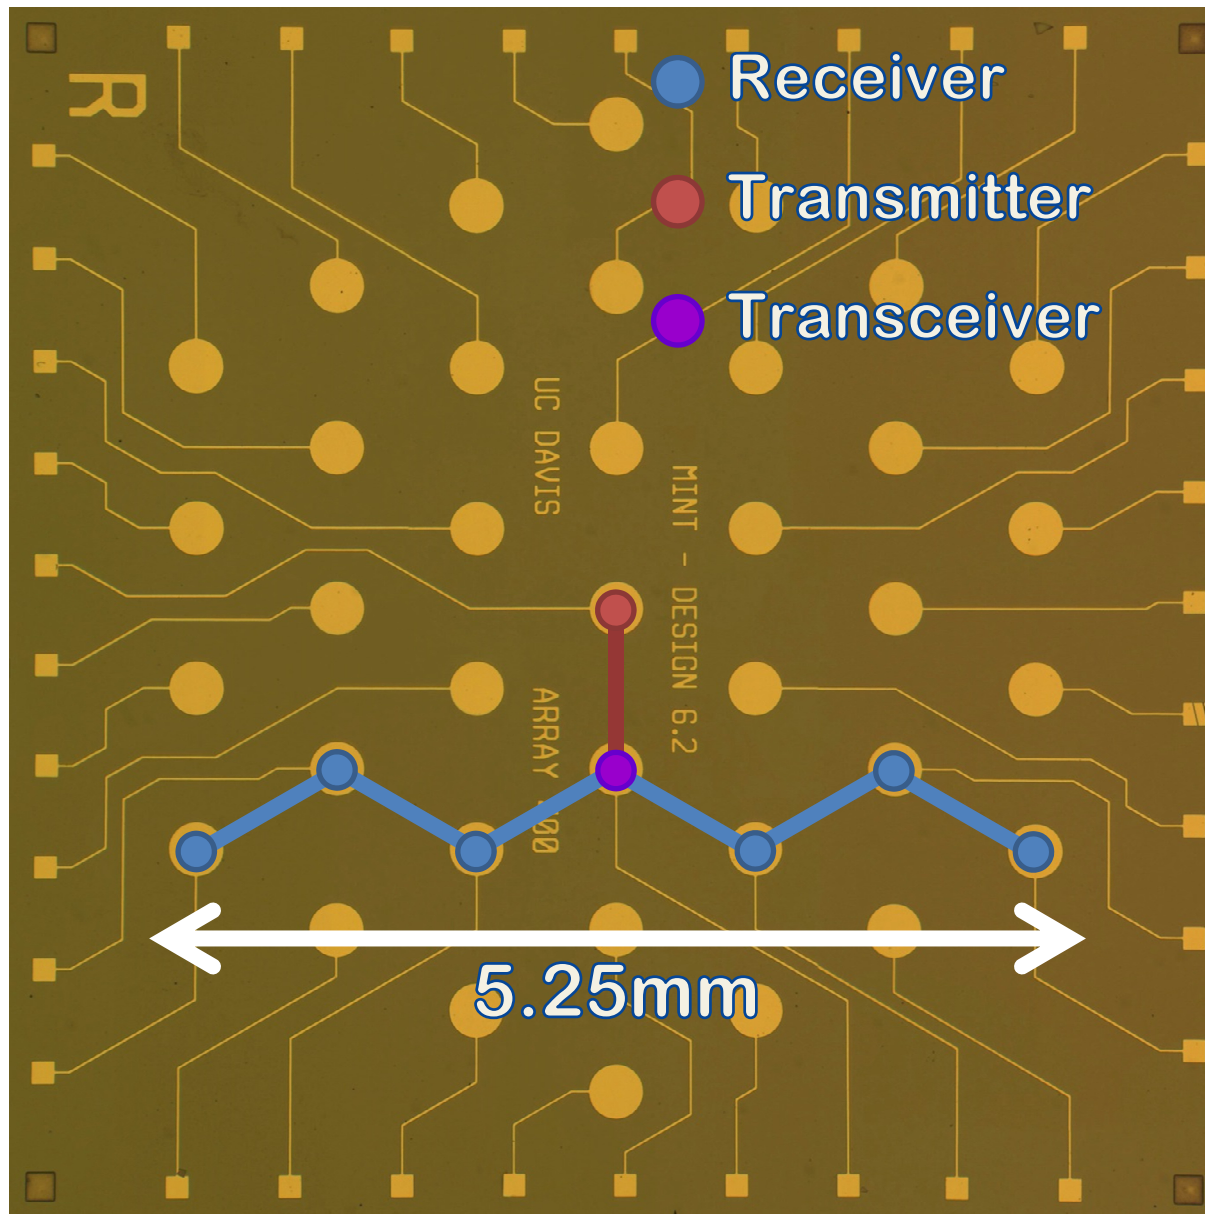 R
Receiver
Transmitter
Transceiver
MINT - DESIGN 6.2
UC DAVIS ARRAY
5.25mm